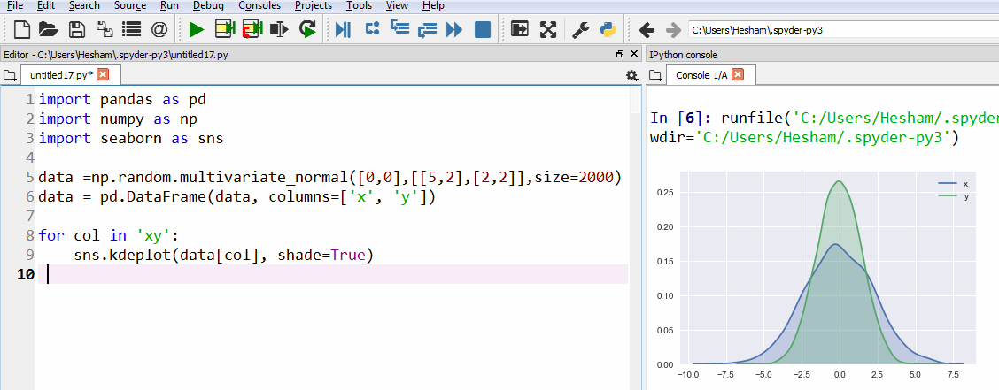 File Edit Search Source Run Debug Consoles Projects Tools View Help
C:\Users\Hesham\.spyder-py3
Editor - C:\Users\Hesham\.spyder-py3\untitled17.py
IPython console
untitled17.py*
Console 1/A
1 import pandas as pd
2 import numpy as np
3 import seaborn as sns
4
5 data =np.random.multivariate_normal([0,0],[[5,2],[2,2]],size=2000)
6 data = pd.DataFrame(data, columns=['x', 'y'])
7
8 for col in 'xy':
9 sns.kdeplot(data[col], shade=True)
10
In [6]: runfile('C:/Users/Hesham/.spyder
wdir='C:/Users/Hesham/.spyder-py3')
x
y
0.25
0.20
0.15
0.10
0.05
0.00
−10.0 −7.5 −5.0 −2.5 0.0 2.5 5.0 7.5